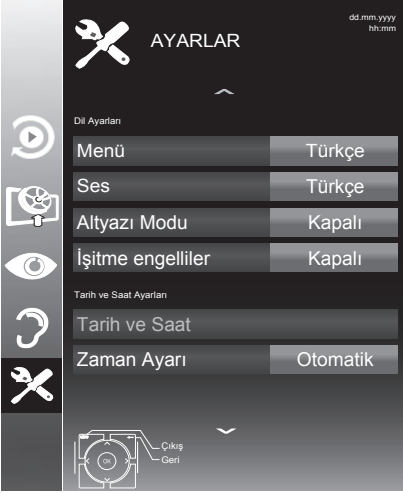 AYARLAR
dd.mm.yyyy
hh:mm
Dil Ayarları
Menü Türkçe
Ses Türkçe
Altyazı Modu Kapalı
İşitme engelliler Kapalı
Tarih ve Saat Ayarları
Tarih ve Saat
Zaman Ayarı Otomatik
Çıkış
Geri
OK